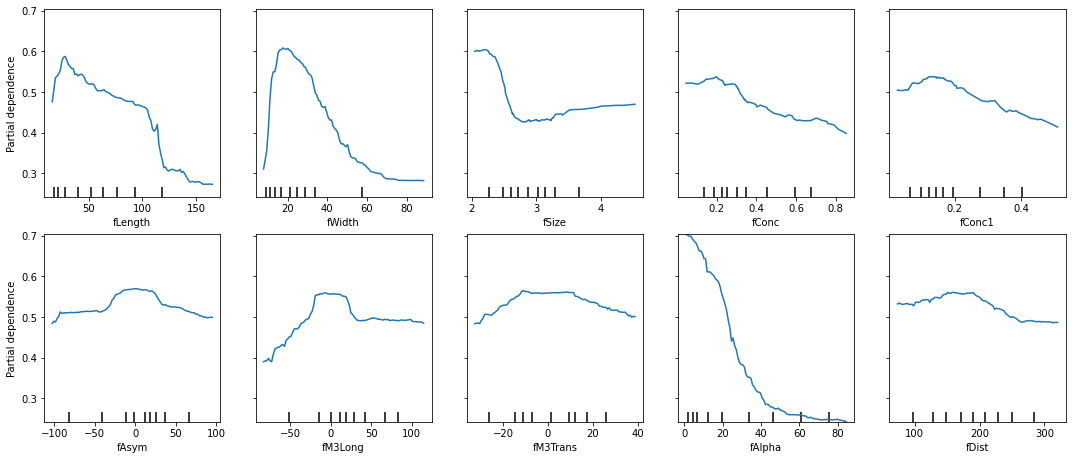 Partial dependence
0.7
0.6
0.5
0.4
0.3
50 100 150
fLength
20 40 60 80
fWidth
2 3 4
fSize
0.2 0.4 0.6 0.8
fConc
0.2 0.4
fConc1
Partial dependence
0.7
0.6
0.5
0.4
0.3
−100 −50 0 50 100
fAsym
−50 0 50 100
fM3Long
−20 0 20 40
fM3Trans
0 20 40 60 80
fAlpha
100 200 300
fDist